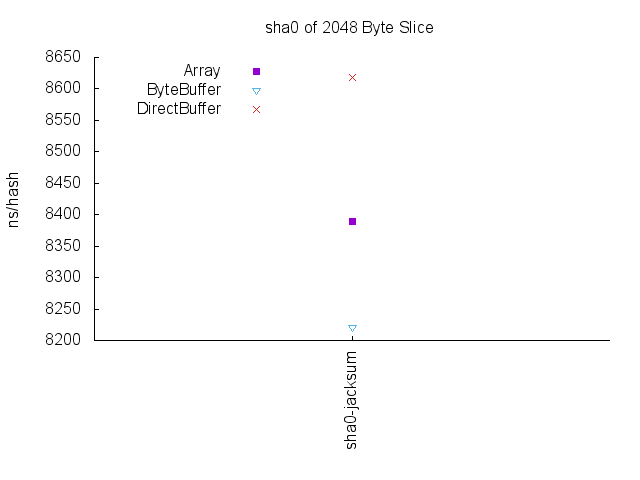 sha0 of 2048 Byte Slice
8650
8600
8550
8500
8450
8400
8350
8300
8250
8200
ns/hash
Array
ByteBuffer
DirectBuffer
sha0-jacksum